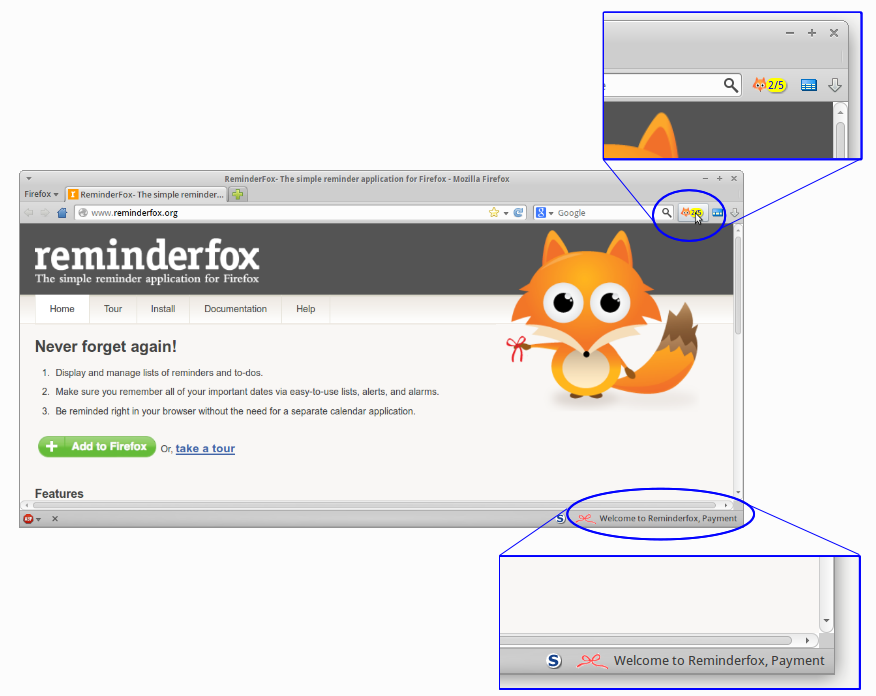 2/5
ReminderFox- The simple reminder application for Firefox - Mozilla Firefox
Firefox
ReminderFox- The simple reminder...
www.reminderfox.org
Google
2/5
reminderfox
The simple reminder application for Firefox
Home Tour Install Documentation Help
Never forget again!
1. Display and manage lists of reminders and to-dos.
2. Make sure you remember all of your important dates via easy-to-use lists, alerts, and alarms.
3. Be reminded right in your browser without the need for a separate calendar application.
Add to Firefox Or, take a tour
Features
ABP S Welcome to Reminderfox, Payment
S Welcome to Reminderfox, Payment